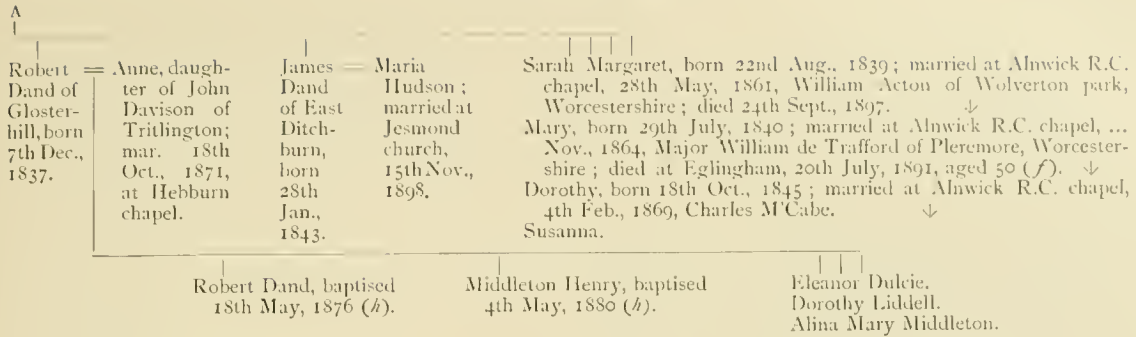 A
Robert =
Dand of
Gloster-
hill, born
7th Dec.,
1837.
Anne, daugh-
ter of John
Davison of
Tritlington;
mar. 18th
Oct., 1871,
at Hebburn
chapel.
James =
Dand
of East
Ditch-
burn,
born
28th
Jan.,
1843.
Maria
Hudson;
married at
Jesmond
church,
15th Nov.,
1898.
Sarah Margaret, born 22nd Aug., 1839; married at Alnwick R.C.
chapel, 28th May, 1861, William Acton of Wolverton park,
Worcestershire; died 24th Sept., 1897. ↓
Mary, born 29th July, 1840; married at Alnwick R.C. chapel, ...
Nov., 1864, Major William de Trafford of Pleremore, Worcester-
shire; died at Eglingham, 20th July, 1891, aged 50 (f). ↓
Dorothy, born 18th Oct., 1845; married at Alnwick R.C. chapel,
4th Feb., 1869, Charles M'Cabe. ↓
Susanna.
Robert Dand, baptised
18th May, 1876 (h).
Middleton Henry, baptised
4th May, 1880 (h).
Eleanor Dulcie.
Dorothy Liddell.
Alina Mary Middleton.